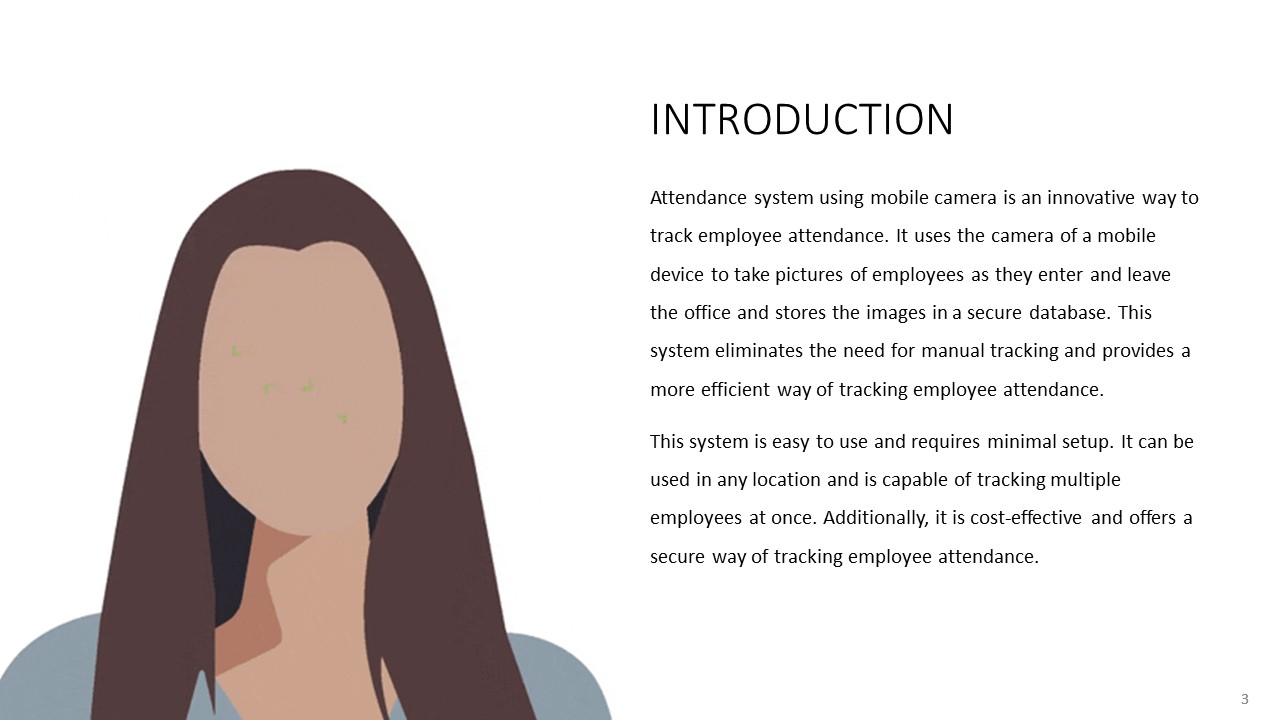 INTRODUCTION
Attendance system using mobile camera is an innovative way to
track employee attendance. It uses the camera of a mobile
device to take pictures of employees as they enter and leave
the office and stores the images in a secure database. This
system eliminates the need for manual tracking and provides a
more efficient way of tracking employee attendance.
This system is easy to use and requires minimal setup. It can be
used in any location and is capable of tracking multiple
employees at once. Additionally, it is cost-effective and offers a
secure way of tracking employee attendance.
3